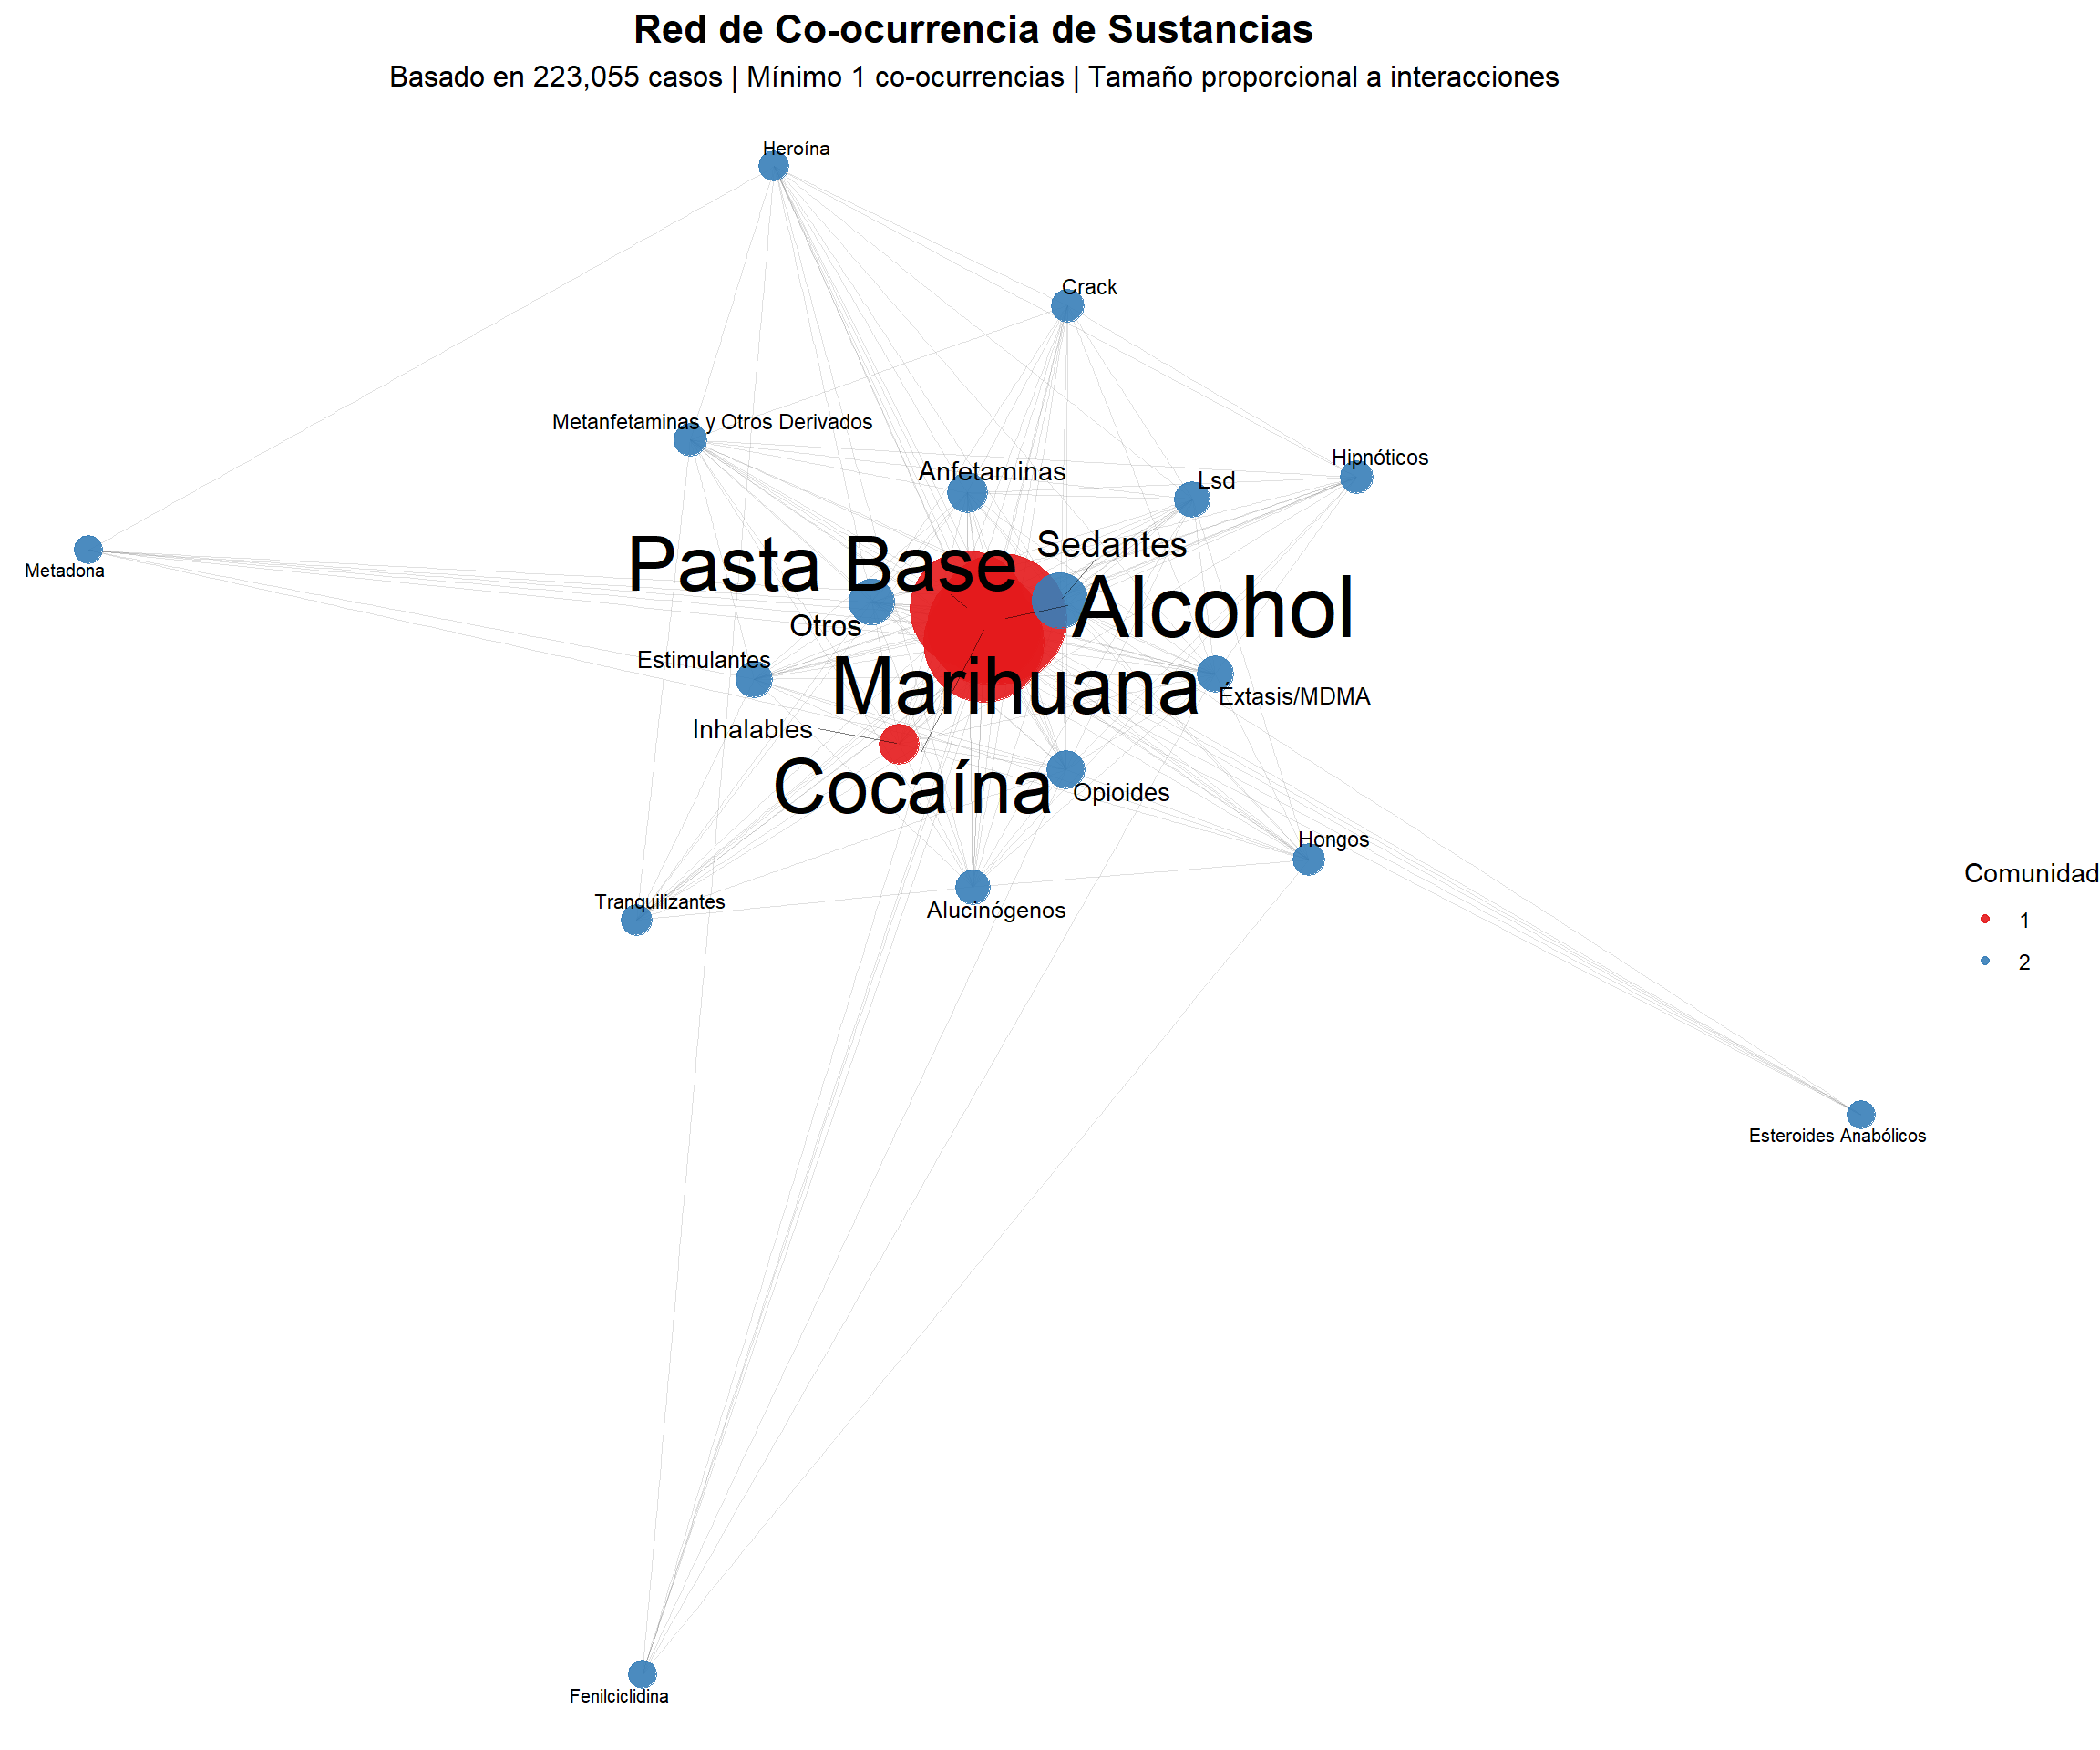 Red de Co-ocurrencia de Sustancias
Basado en 223,055 casos | Mínimo 1 co-ocurrencias | Tamaño proporcional a interacciones
Heroína
Crack
Metanfetaminas y Otros Derivados
Hipnóticos
Anfetaminas
Lsd
Sedantes
Pasta Base
Metadona
Alcohol
Otros
Estimulantes
Marihuana
Éxtasis/MDMA
Inhalables
Cocaína
Opioides
Hongos
Comunidad
Tranquilizantes
Alucinógenos
1
2
Esteroides Anabólicos
Fenilciclidina